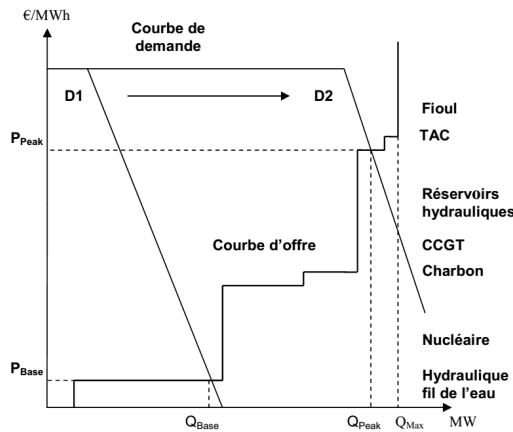 €/MWh
Courbe de
demande
D1
D2
Fioul
TAC
P_Peak
Réservoirs
hydrauliques
Courbe d'offre
CCGT
Charbon
Nucléaire
P_Base
Hydraulique
fil de l'eau
Q_Base
Q_Peak
Q_Max
MW